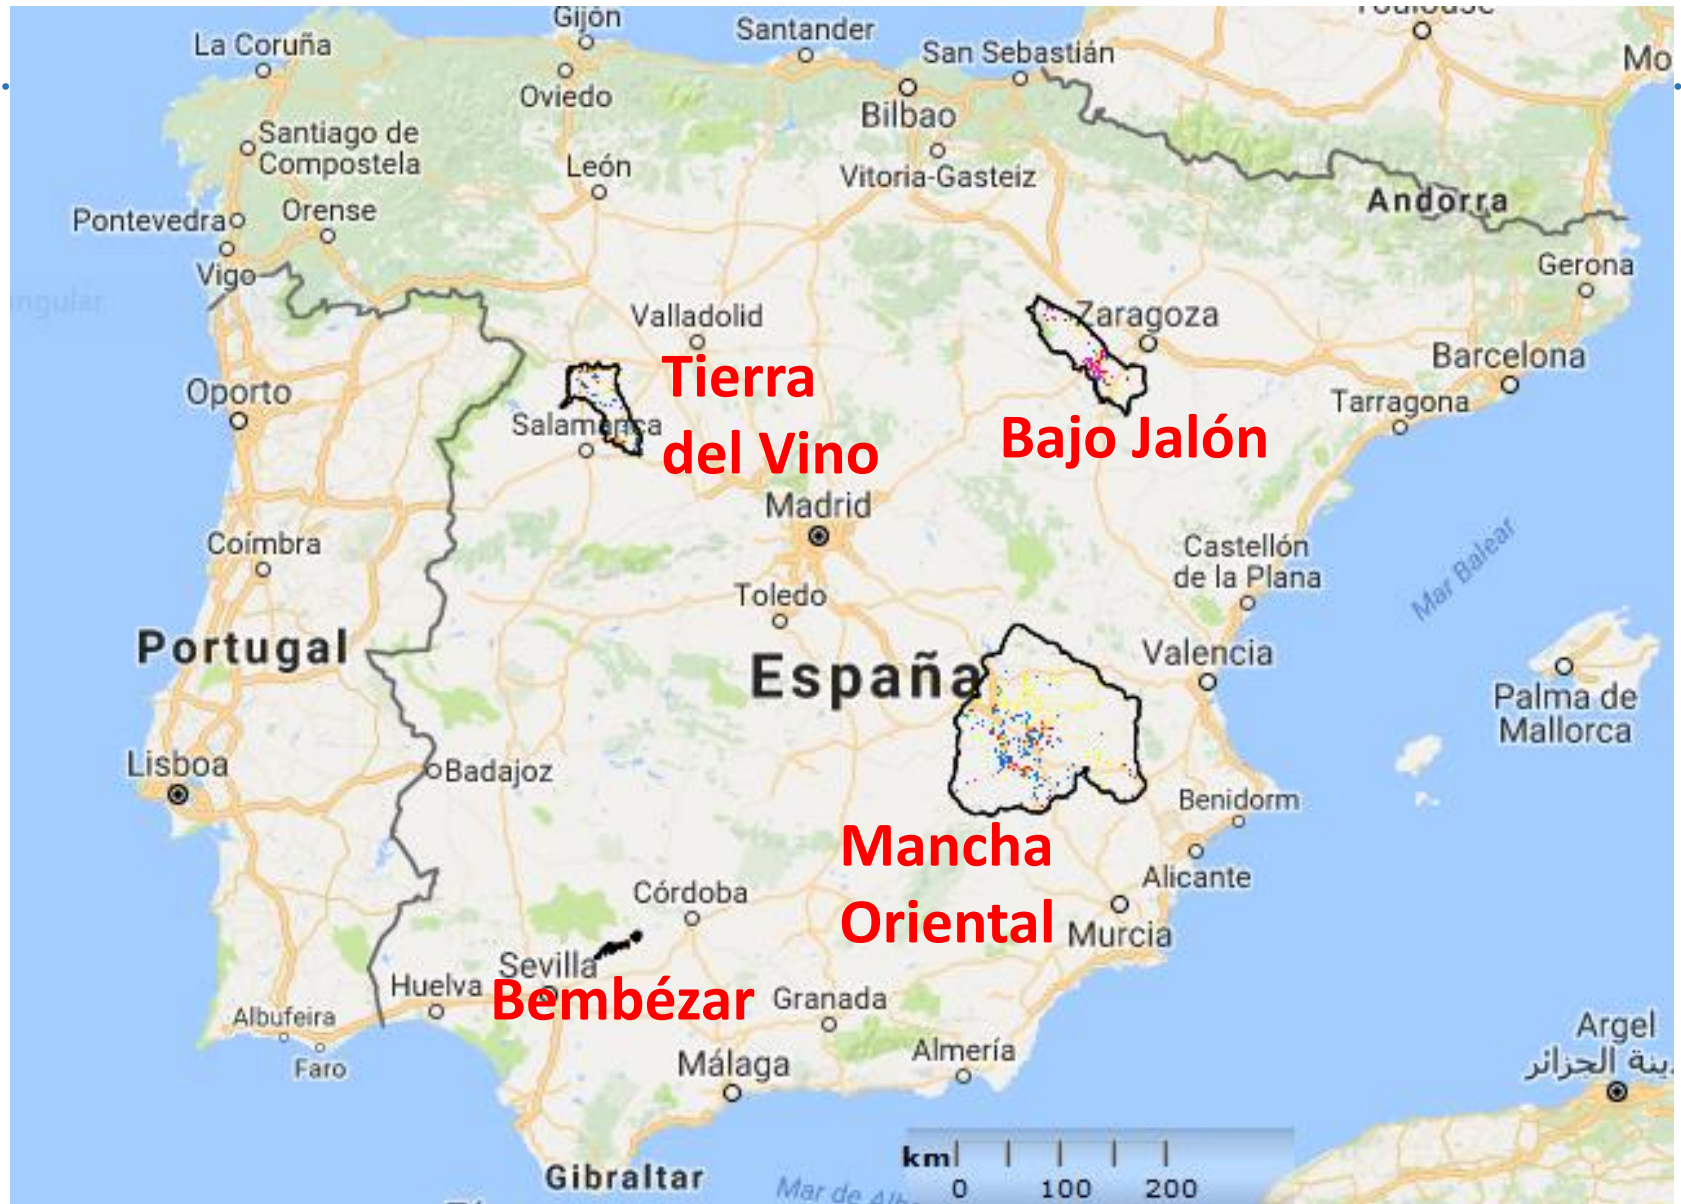 Gijón
Santander
La Coruña
San Sebastián
Oviedo
Bilbao
Santiago de
Compostela
León
Vitoria-Gasteiz
Andorra
Pontevedra
Orense
Vigo
Gerona
Valladolid
Zaragoza
Tierra
del Vino
Barcelona
Oporto
Salamanca
Tarragona
Bajo Jalón
Madrid
Coímbra
Castellón
de la Plana
Mar Balear
Toledo
Portugal
España
Valencia
Palma de
Mallorca
Lisboa
Badajoz
Benidorm
Mancha
Oriental
Alicante
Córdoba
Murcia
Sevilla
Huelva
Bembézar
Granada
Albufeira
Argel
Faro
Málaga
Almería
Gibraltar
km
0 100 200